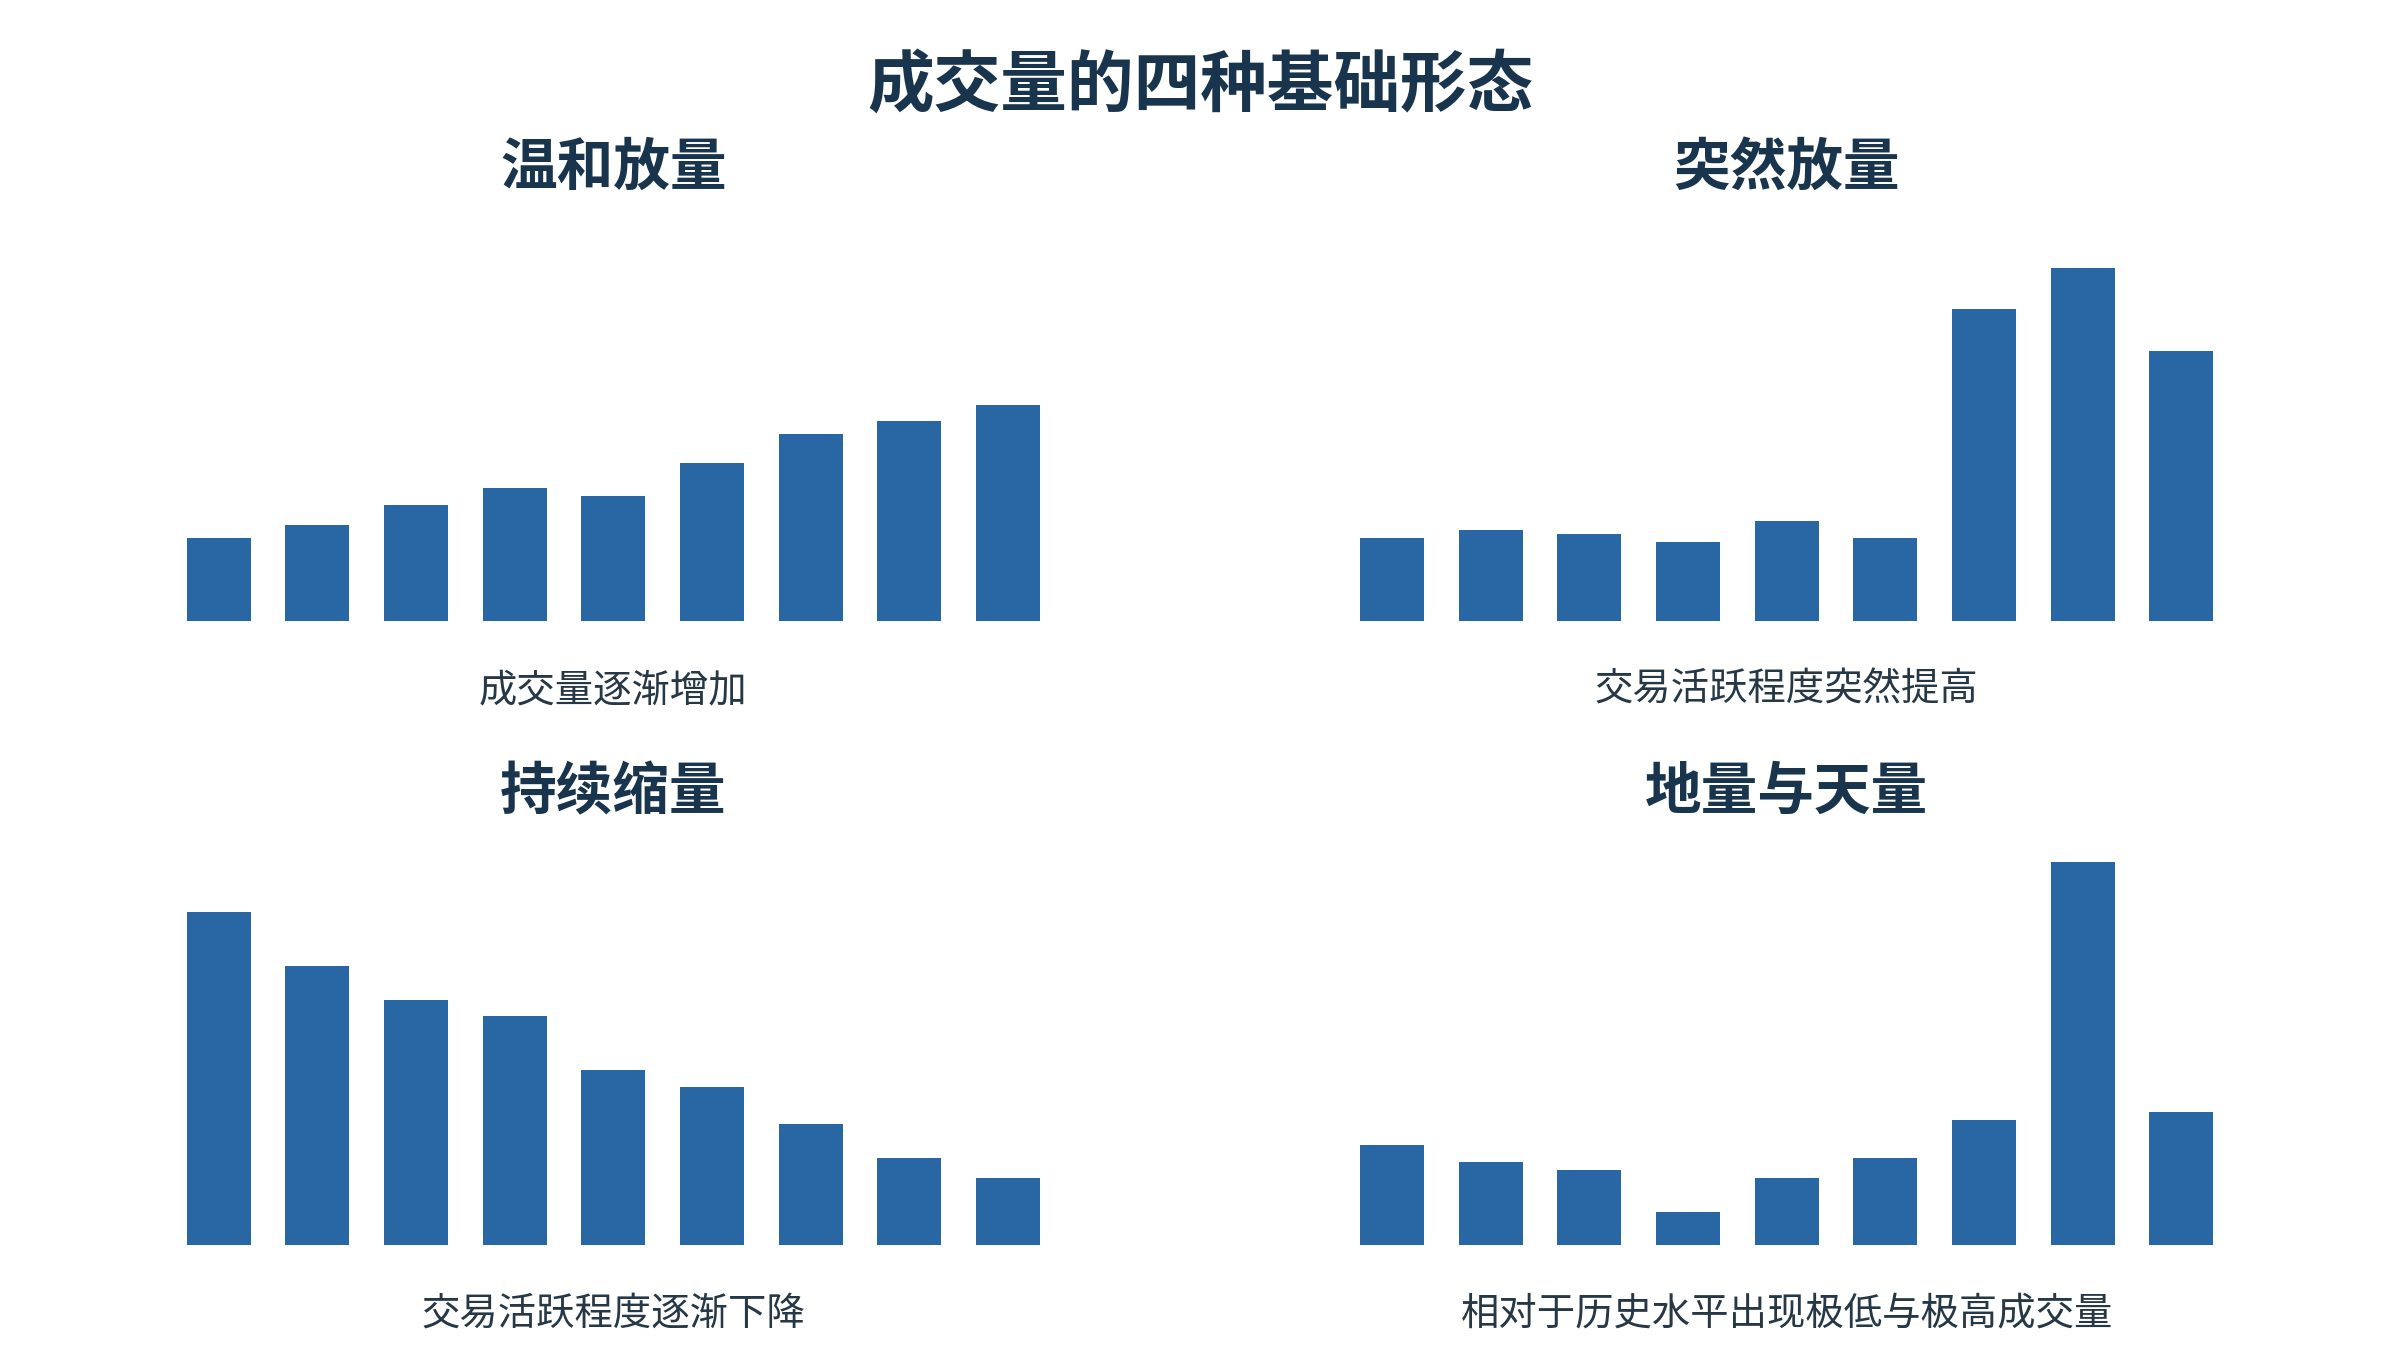 成交量的四种基础形态
温和放量
突然放量
成交量逐渐增加
交易活跃程度突然提高
持续缩量
地量与天量
交易活跃程度逐渐下降
相对于历史水平出现极低与极高成交量